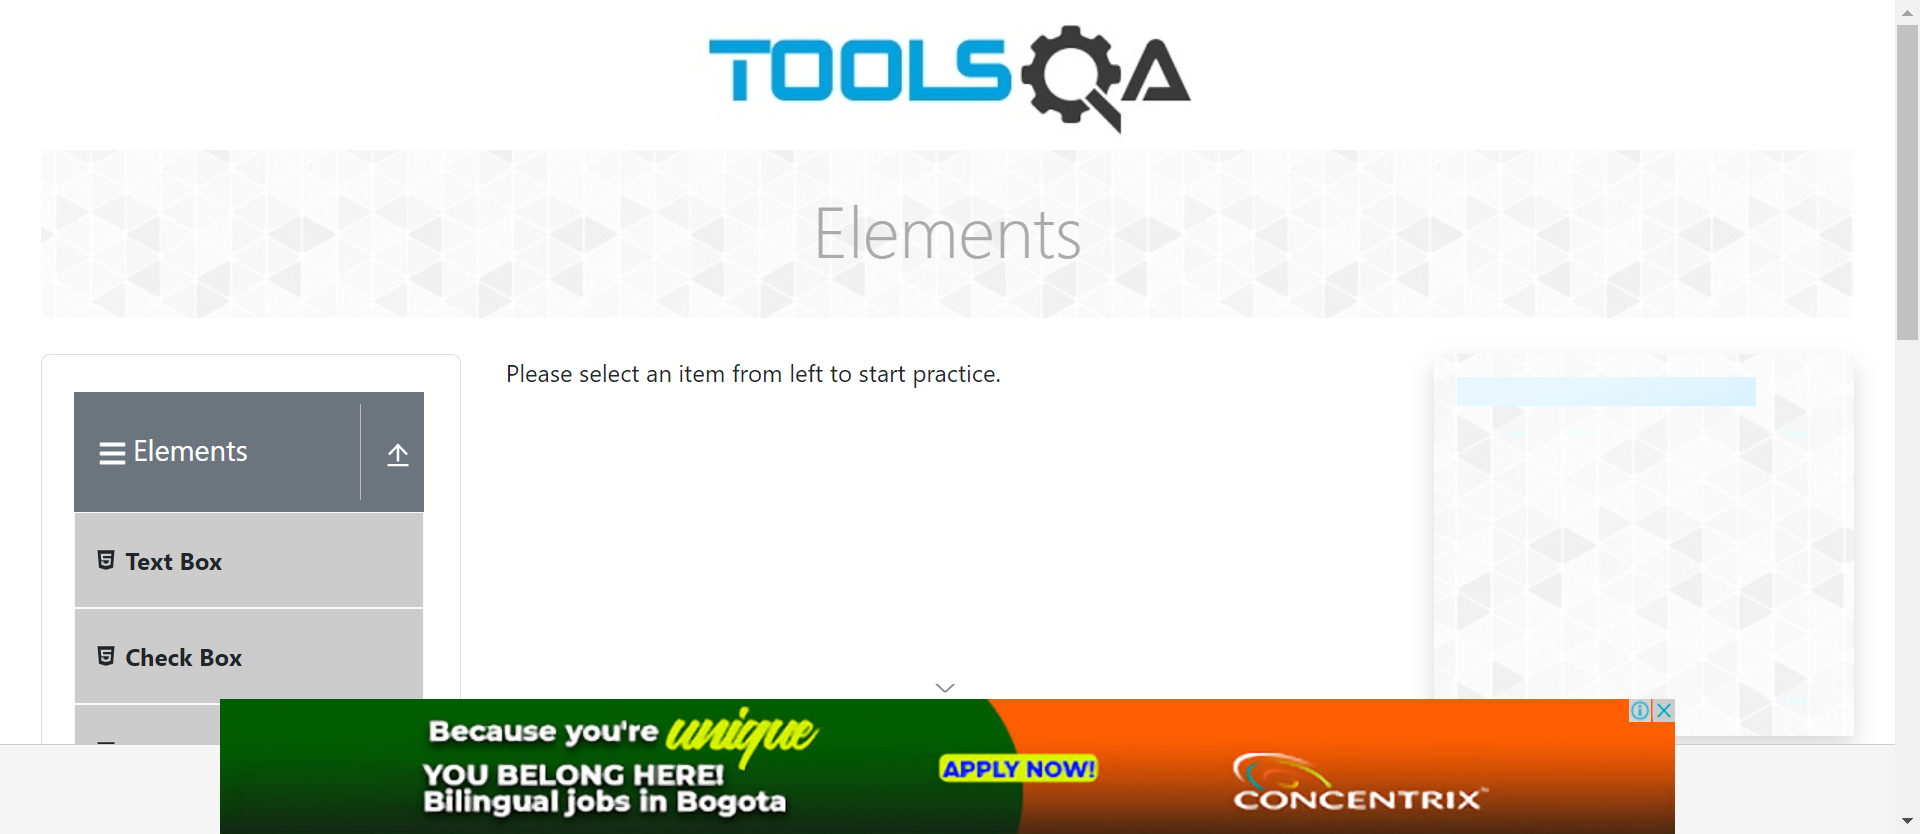 TOOLSQA
Elements
Please select an item from left to start practice.
Elements
Text Box
Check Box
Because you're unique
YOU BELONG HERE!
Bilingual jobs in Bogota
APPLY NOW!
CONCENTRIX™